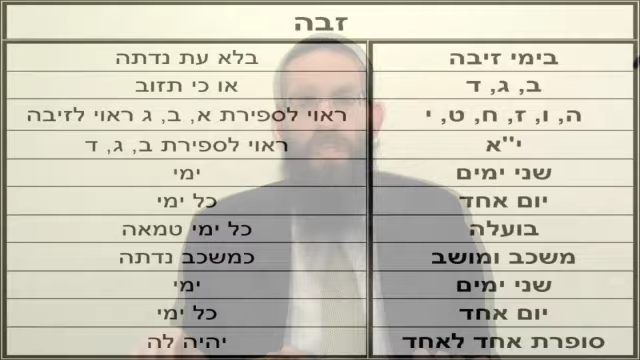 זבה
בימי זיבה בלא עת נדתה
ב, ג, ד או כי תזוב
ה, ו, ז, ח, ט, י ראוי לספירת א, ב, ג ראוי לזיבה
י''א ראוי לספירת ב, ג, ד
שני ימים ימי
יום אחד כל ימי
בועלה כל ימי טמאה
משכב ומושב כמשכב נדתה
שני ימים ימי
יום אחד כל ימי
סופרת אחד לאחד יהיה לה